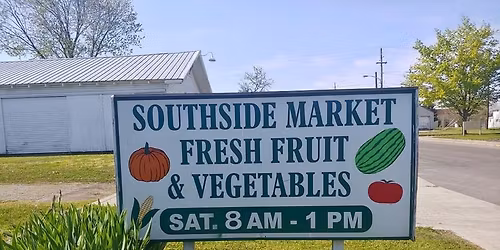 SOUTHSIDE MARKET
FRESH FRUIT
& VEGETABLES
SAT. 8 AM - 1 PM